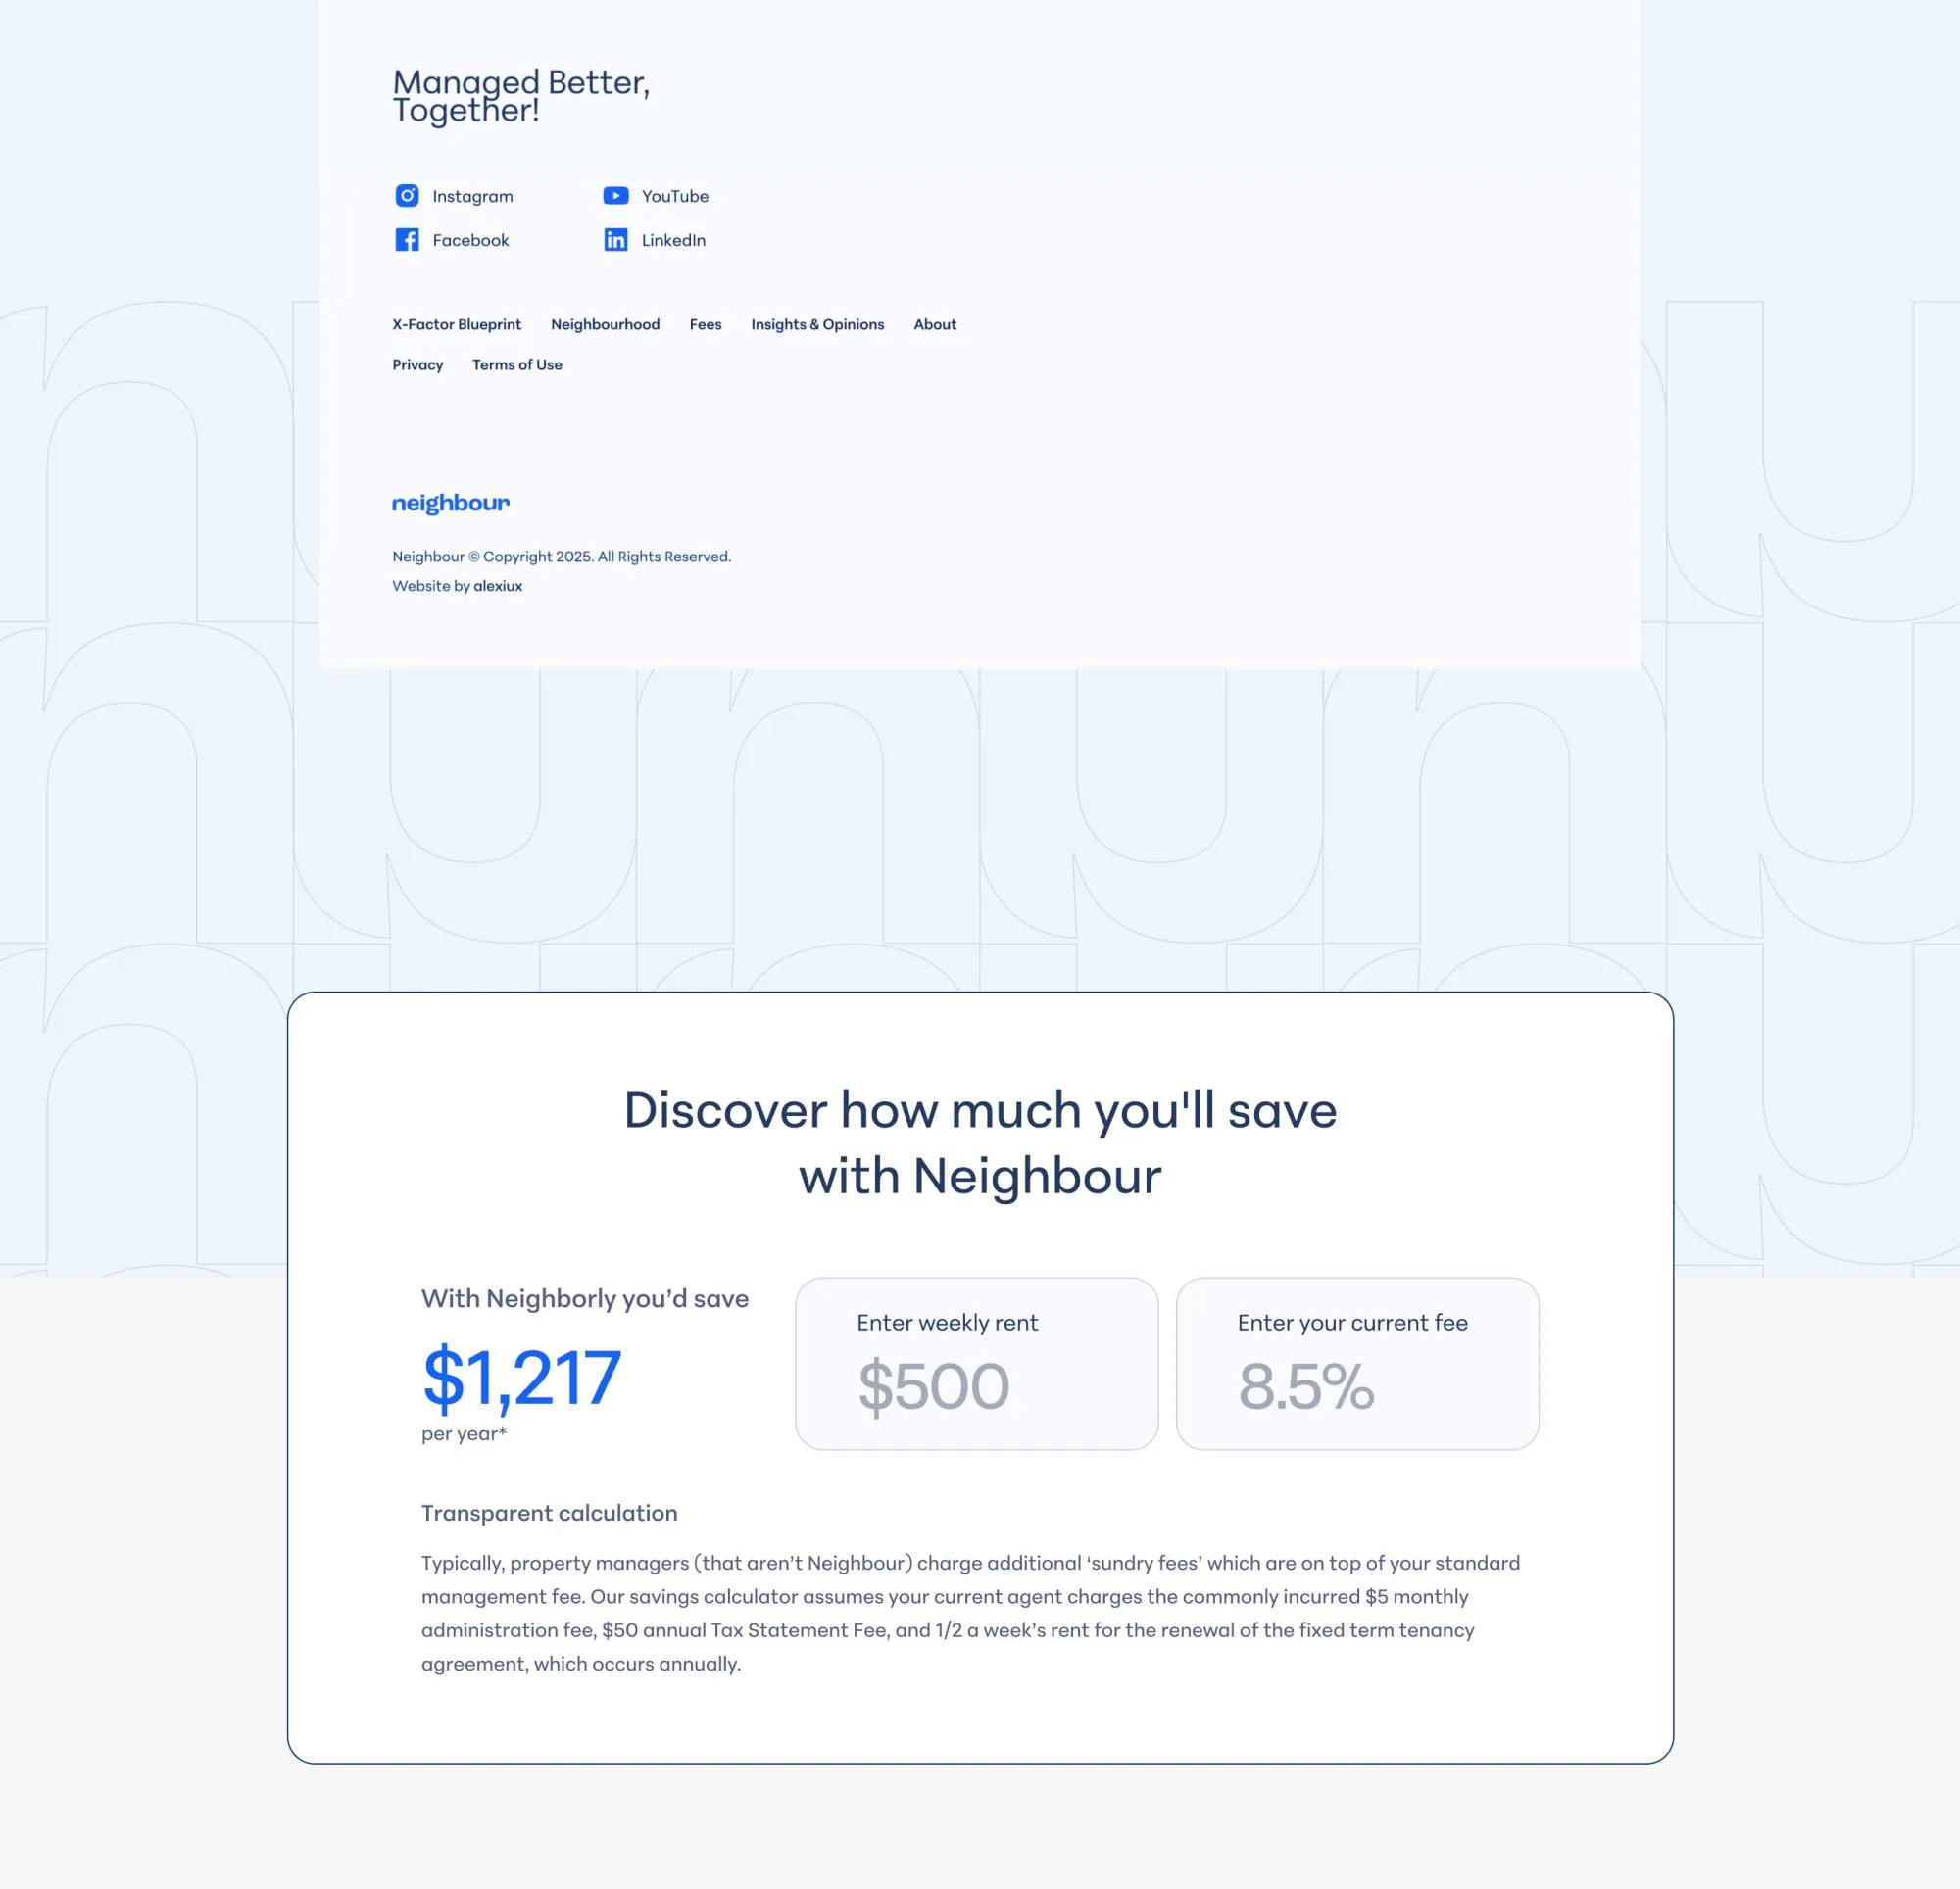 Managed Better,
Together!
Instagram
YouTube
Facebook
LinkedIn
X-Factor Blueprint Neighbourhood Fees Insights & Opinions About
Privacy Terms of Use
neighbour
Neighbour © Copyright 2025. All Rights Reserved.
Website by alexiux
Discover how much you'll save
with Neighbour
With Neighborly you’d save
$1,217
per year*
Enter weekly rent
$500
Enter your current fee
8.5%
Transparent calculation
Typically, property managers (that aren’t Neighbour) charge additional ‘sundry fees’ which are on top of your standard
management fee. Our savings calculator assumes your current agent charges the commonly incurred $5 monthly
administration fee, $50 annual Tax Statement Fee, and 1/2 a week’s rent for the renewal of the fixed term tenancy
agreement, which occurs annually.